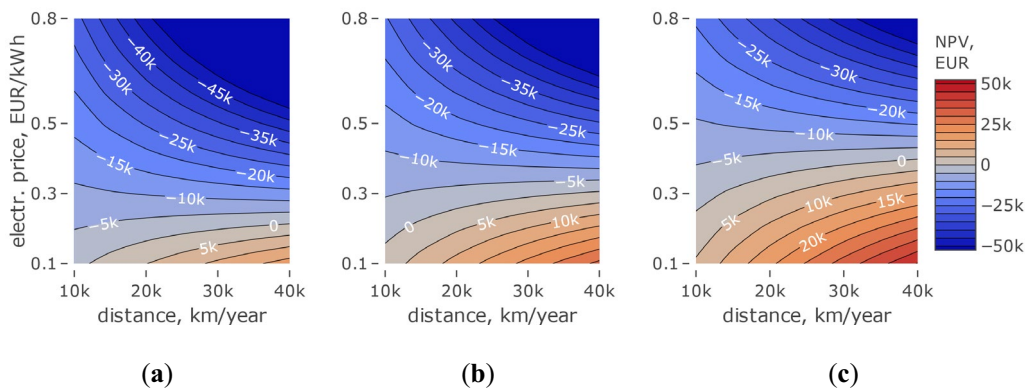 electr. price, EUR/kWh
0.8
0.5
0.3
0.1
−40k
−30k
−45k
−35k
−25k
−15k
−20k
−10k
−5k
0
5k
10k 20k 30k 40k
distance, km/year
(a)
−30k
−35k
−20k
−25k
−15k
−10k
−5k
0
5k
10k
10k 20k 30k 40k
distance, km/year
(b)
−25k
−30k
−15k
−20k
−10k
−5k
0
5k
10k
15k
20k
10k 20k 30k 40k
distance, km/year
(c)
NPV,
EUR
50k
25k
0
−25k
−50k